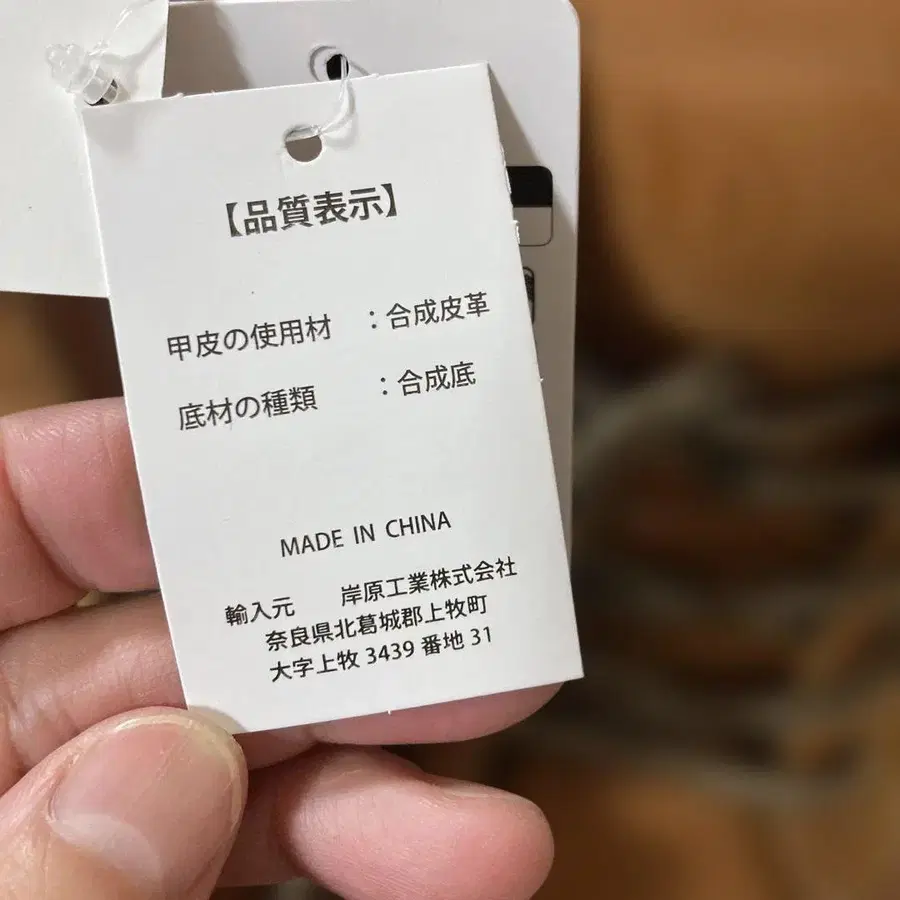 【品質表示】
甲皮の使用材 ：合成皮革
底材の種類 ：合成底
MADE IN CHINA
輸入元 岸原工業株式会社
奈良県北葛城郡上牧町
大字上牧 3439 番地 31